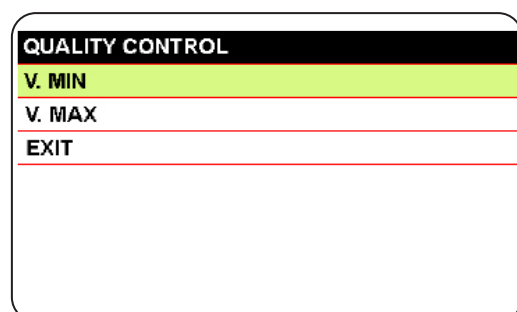 QUALITY CONTROL
V. MIN
V. MAX
EXIT